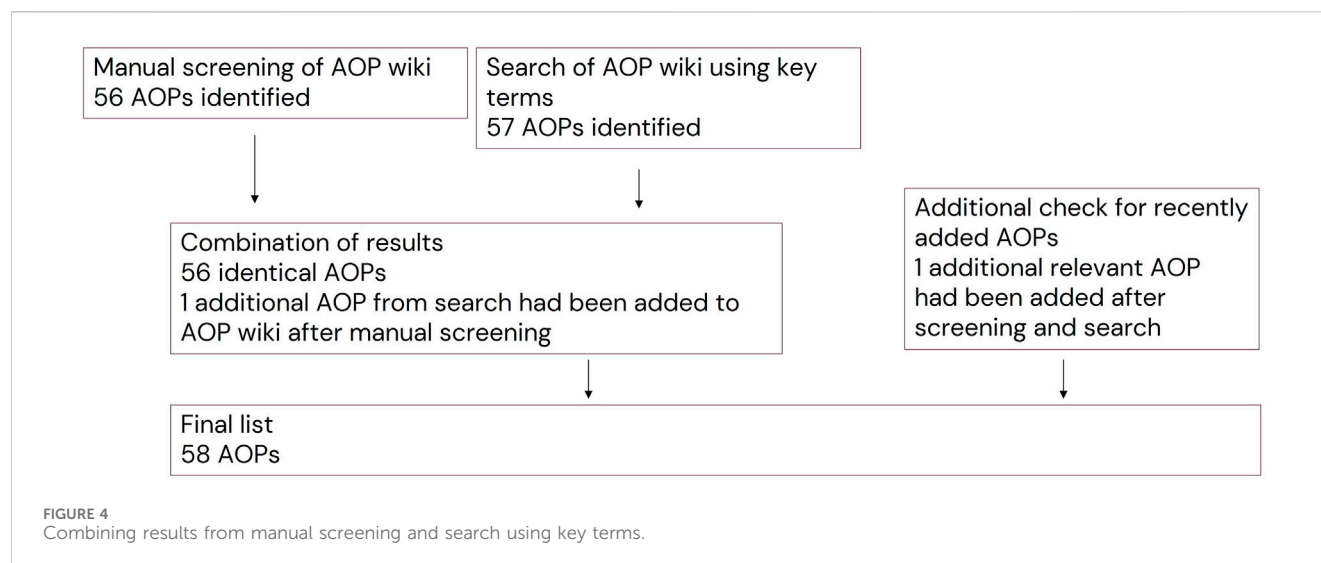 Manual screening of AOP wiki
56 AOPs identified
Search of AOP wiki using key
terms
57 AOPs identified
Combination of results
56 identical AOPs
1 additional AOP from search had been added to
AOP wiki after manual screening
Additional check for recently
added AOPs
1 additional relevant AOP
had been added after
screening and search
Final list
58 AOPs
FIGURE 4
Combining results from manual screening and search using key terms.